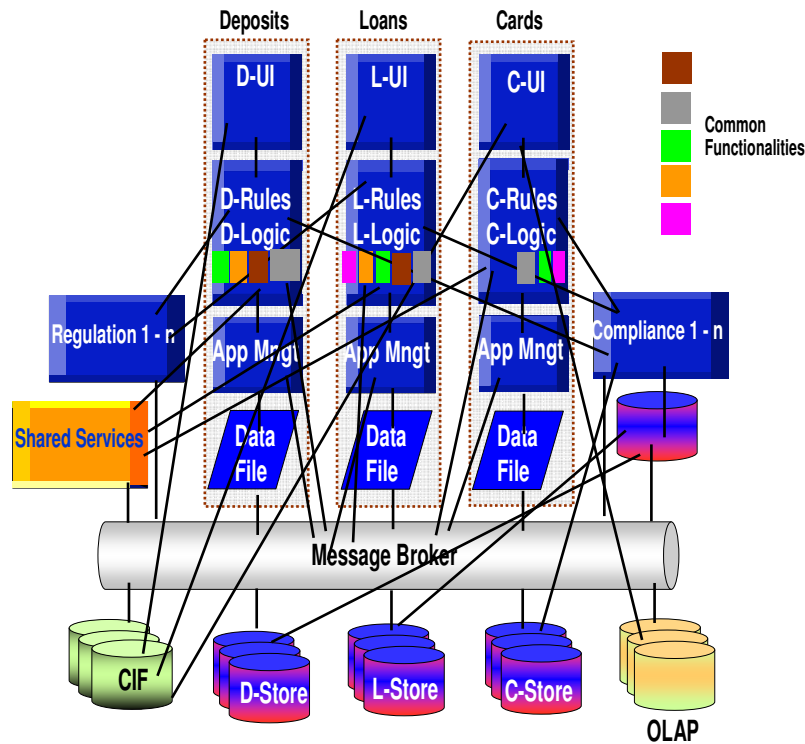 Deposits
Loans
Cards
D-UI
L-UI
C-UI
Common
Functionalities
D-Rules
D-Logic
L-Rules
L-Logic
C-Rules
C-Logic
Regulation 1 - n
App Mngt
App Mngt
App Mngt
Compliance 1 - n
Shared Services
Data
File
Data
File
Data
File
Message Broker
CIF
D-Store
L-Store
C-Store
OLAP